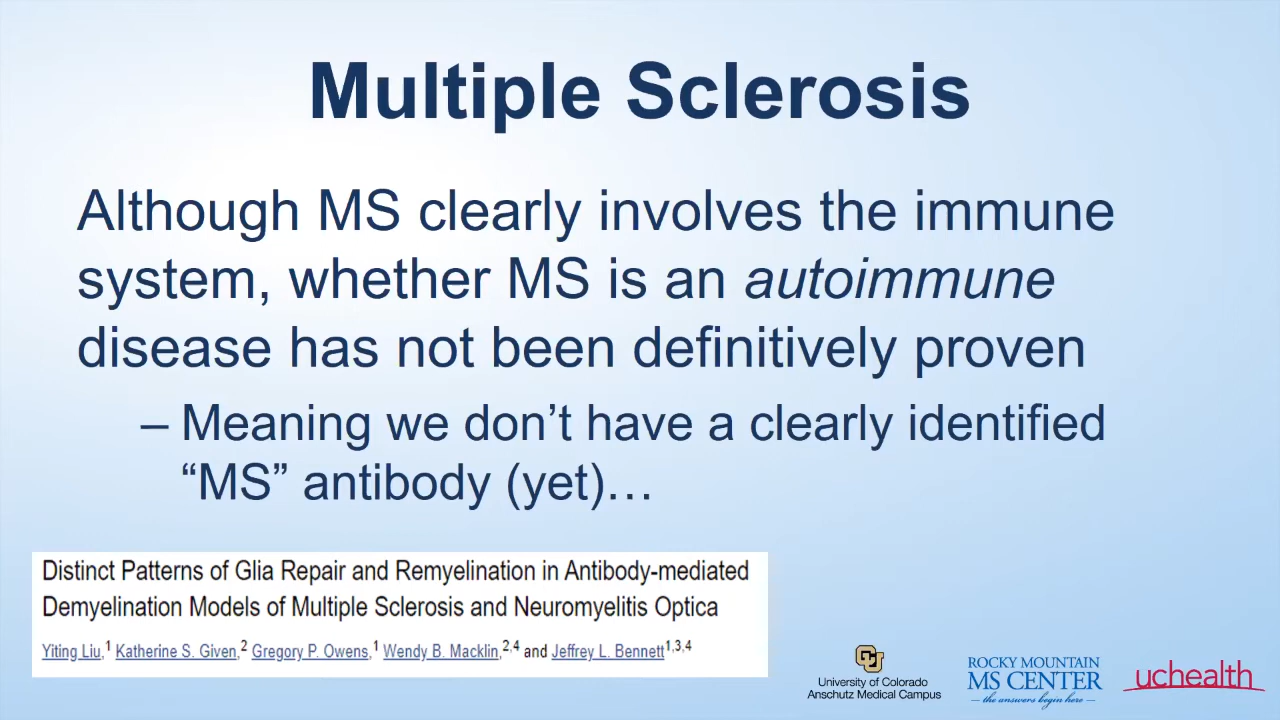 Multiple Sclerosis
Although MS clearly involves the immune
system, whether MS is an autoimmune
disease has not been definitively proven
– Meaning we don’t have a clearly identified
“MS” antibody (yet)…
Distinct Patterns of Glia Repair and Remyelination in Antibody-mediated
Demyelination Models of Multiple Sclerosis and Neuromyelitis Optica
Yiting Liu,1 Katherine S. Given,2 Gregory P. Owens,1 Wendy B. Macklin,2,4 and Jeffrey L. Bennett1,3,4
CU
University of Colorado
Anschutz Medical Campus
ROCKY MOUNTAIN
MS CENTER
— the answers begin here —
uchealth